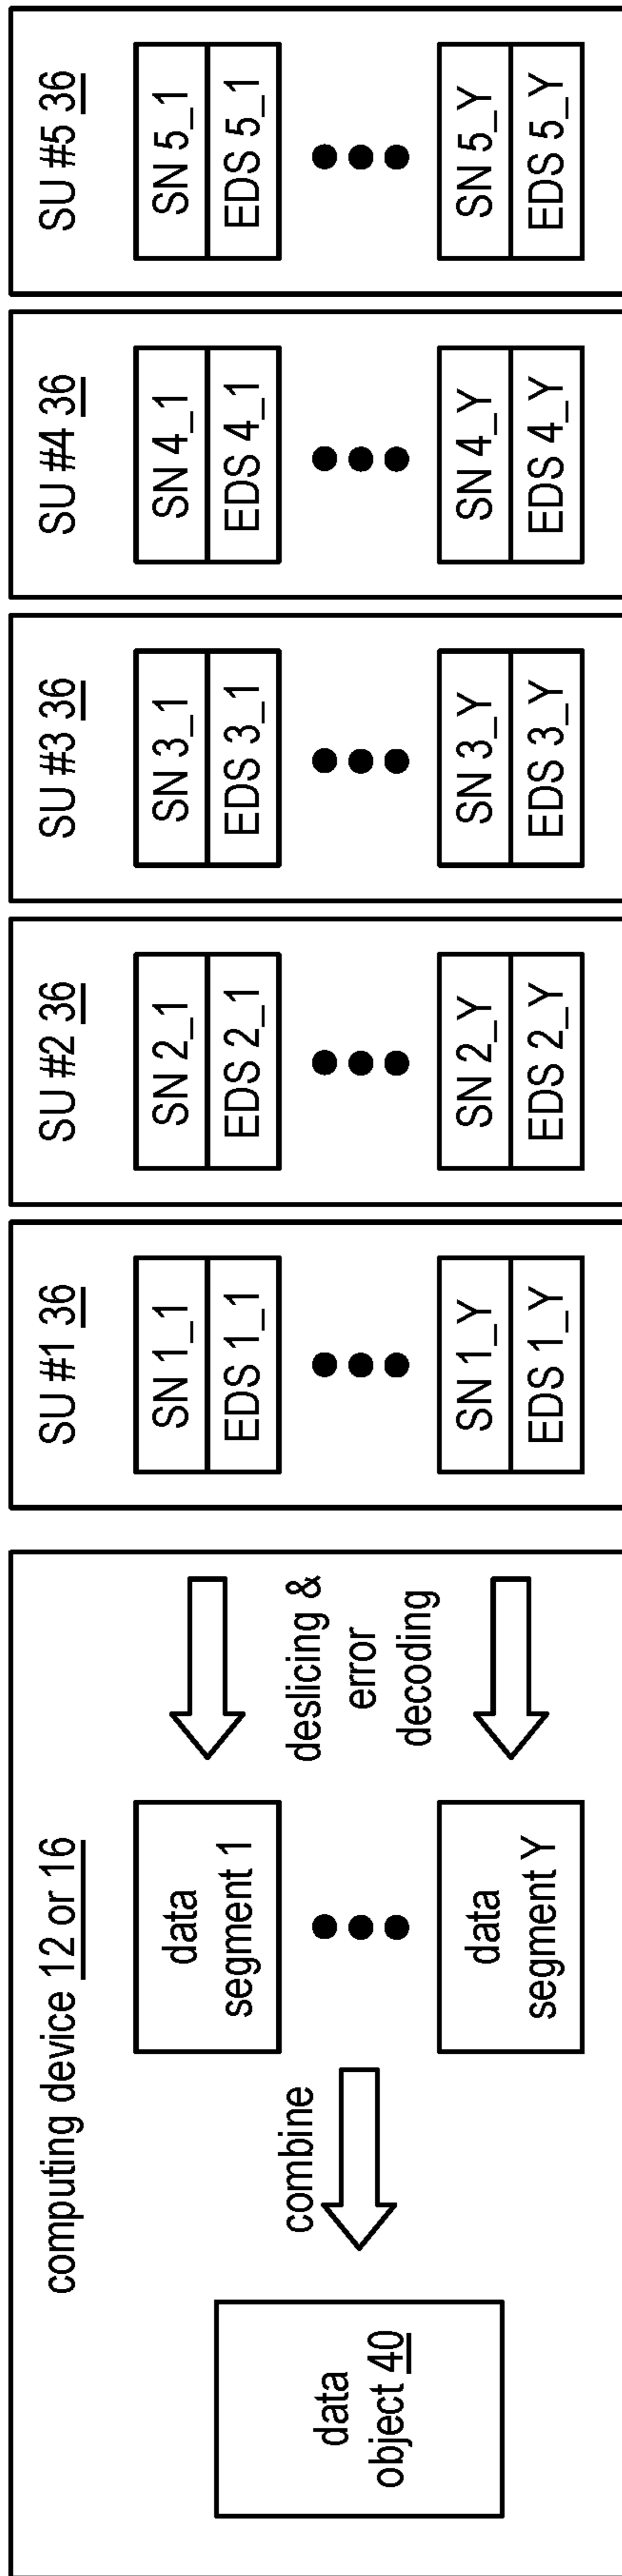 computing device 12 or 16
data
object 40
combine
data
segment 1
data
segment Y
deslicing &
error
decoding
SU #1 36
SN 1_1
EDS 1_1
SN 1_Y
EDS 1_Y
SU #2 36
SN 2_1
EDS 2_1
SN 2_Y
EDS 2_Y
SU #3 36
SN 3_1
EDS 3_1
SN 3_Y
EDS 3_Y
SU #4 36
SN 4_1
EDS 4_1
SN 4_Y
EDS 4_Y
SU #5 36
SN 5_1
EDS 5_1
SN 5_Y
EDS 5_Y